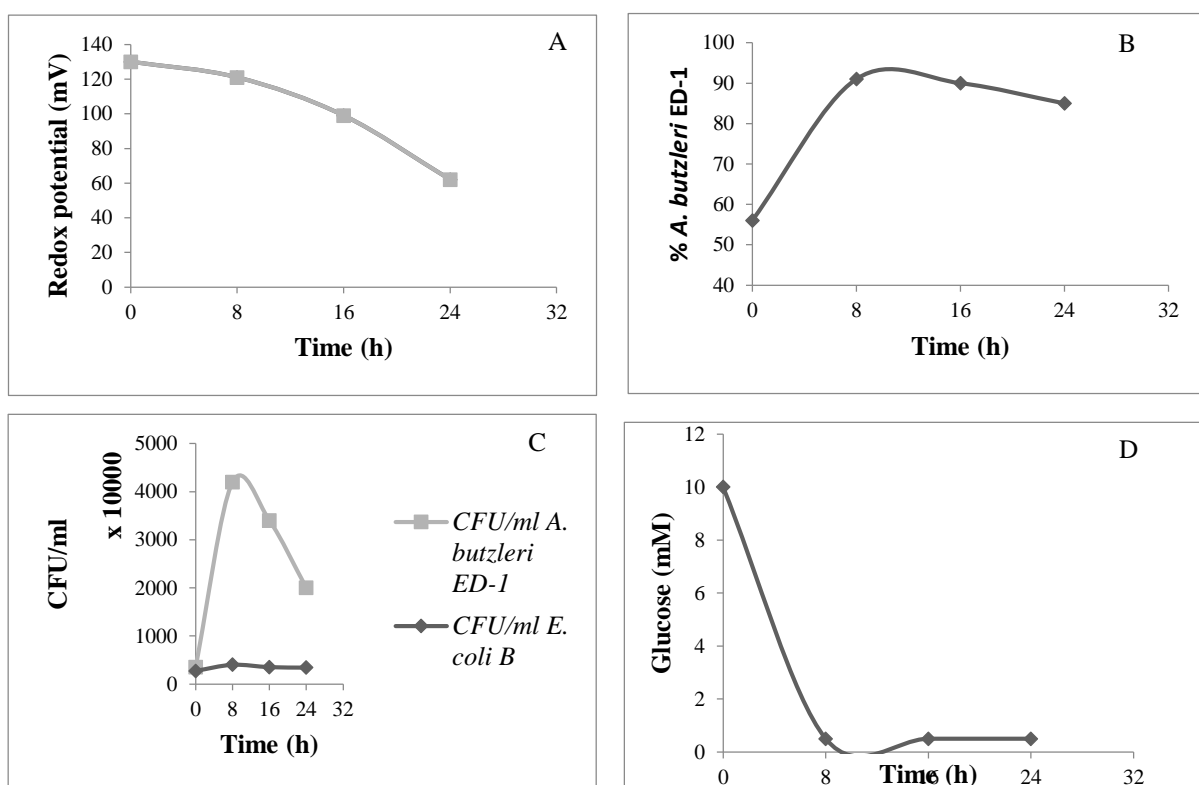 A
Redox potential (mV)
140
120
100
80
60
40
20
0
0 8 16 24 32
Time (h)
B
% A. butzleri ED-1
100
90
80
70
60
50
40
0 8 16 24 32
Time (h)
C
CFU/ml
x 10000
5000
4000
3000
2000
1000
0
0 8 16 24 32
Time (h)
CFU/ml A.
butzleri
ED-1
CFU/ml E.
coli B
D
Glucose (mM)
12
10
8
6
4
2
0
0 8 16 24 32
Time (h)